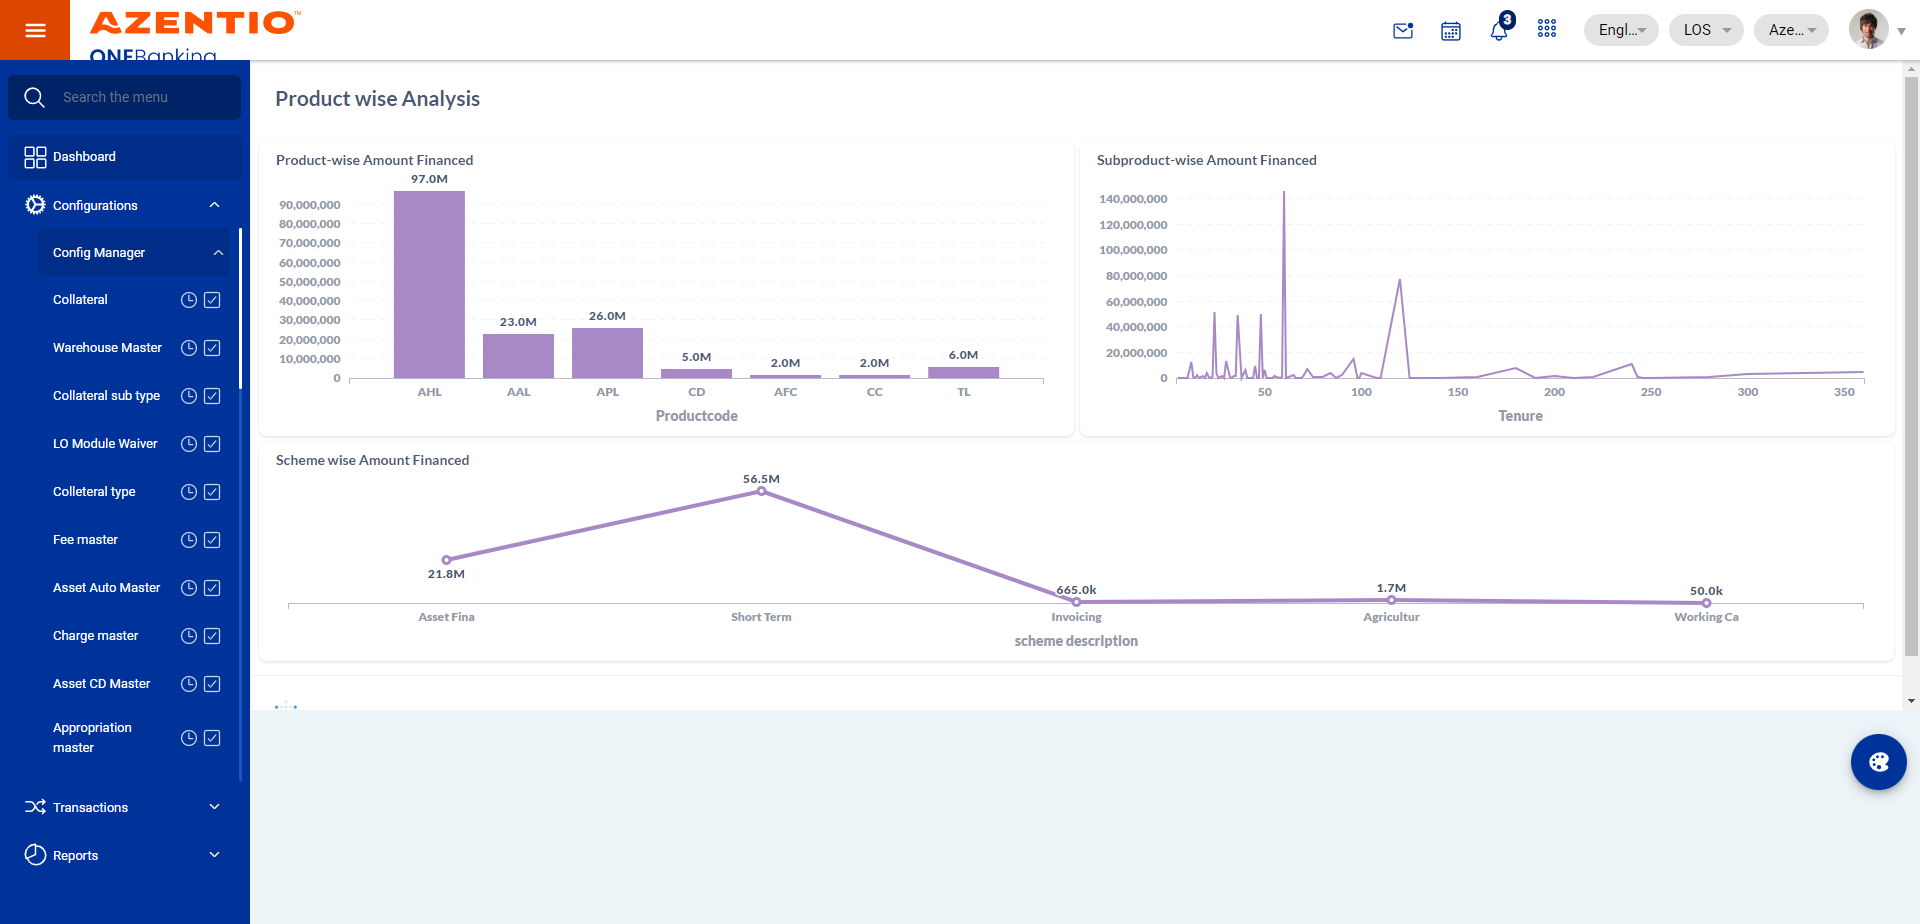 AZENTIO™
ONEBanking
3
Engl...
LOS
Aze...
Search the menu
Dashboard
Configurations
Config Manager
Collateral
Warehouse Master
Collateral sub type
LO Module Waiver
Colleteral type
Fee master
Asset Auto Master
Charge master
Asset CD Master
Appropriation
master
Transactions
Reports
Product wise Analysis
Product-wise Amount Financed
97.0M
90,000,000
80,000,000
70,000,000
60,000,000
50,000,000
40,000,000
30,000,000
20,000,000
10,000,000
0
23.0M
26.0M
5.0M
2.0M
2.0M
6.0M
AHL
AAL
APL
CD
AFC
CC
TL
Productcode
Subproduct-wise Amount Financed
140,000,000
120,000,000
100,000,000
80,000,000
60,000,000
40,000,000
20,000,000
0
50
100
150
200
250
300
350
Tenure
Scheme wise Amount Financed
56.5M
21.8M
665.0k
1.7M
50.0k
Asset Fina
Short Term
Invoicing
Agricultur
Working Ca
scheme description